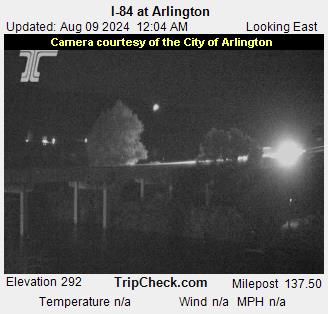 I-84 at Arlington
Updated: Aug 09 2024 12:04 AM Looking East
Camera courtesy of the City of Arlington
Elevation 292 TripCheck.com Milepost 137.50
Temperature n/a Wind n/a MPH n/a